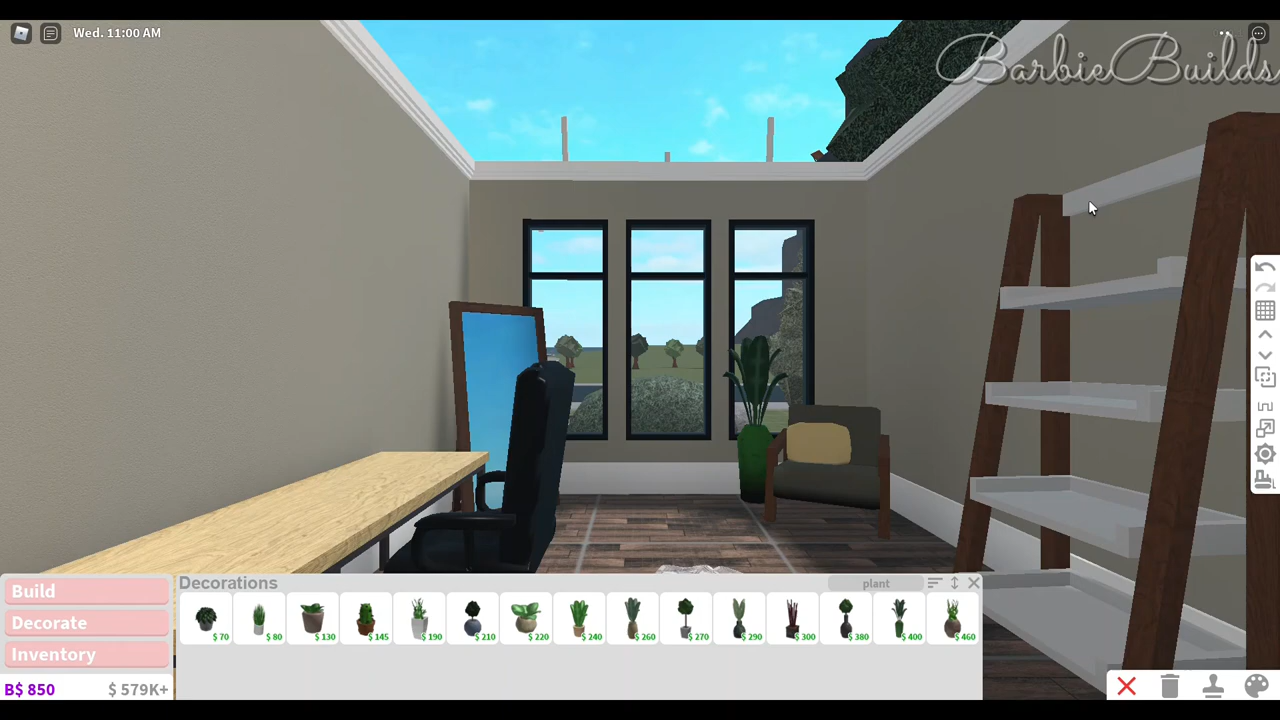 Wed. 11:00 AM
BarbieBuilds
Build
Decorations
plant
Decorate
$ 70
$ 80
$ 130
$ 145
$ 190
$ 210
$ 220
$ 240
$ 260
$ 270
$ 290
$ 300
$ 380
$ 400
$ 460
Inventory
B$ 850
$ 579K+